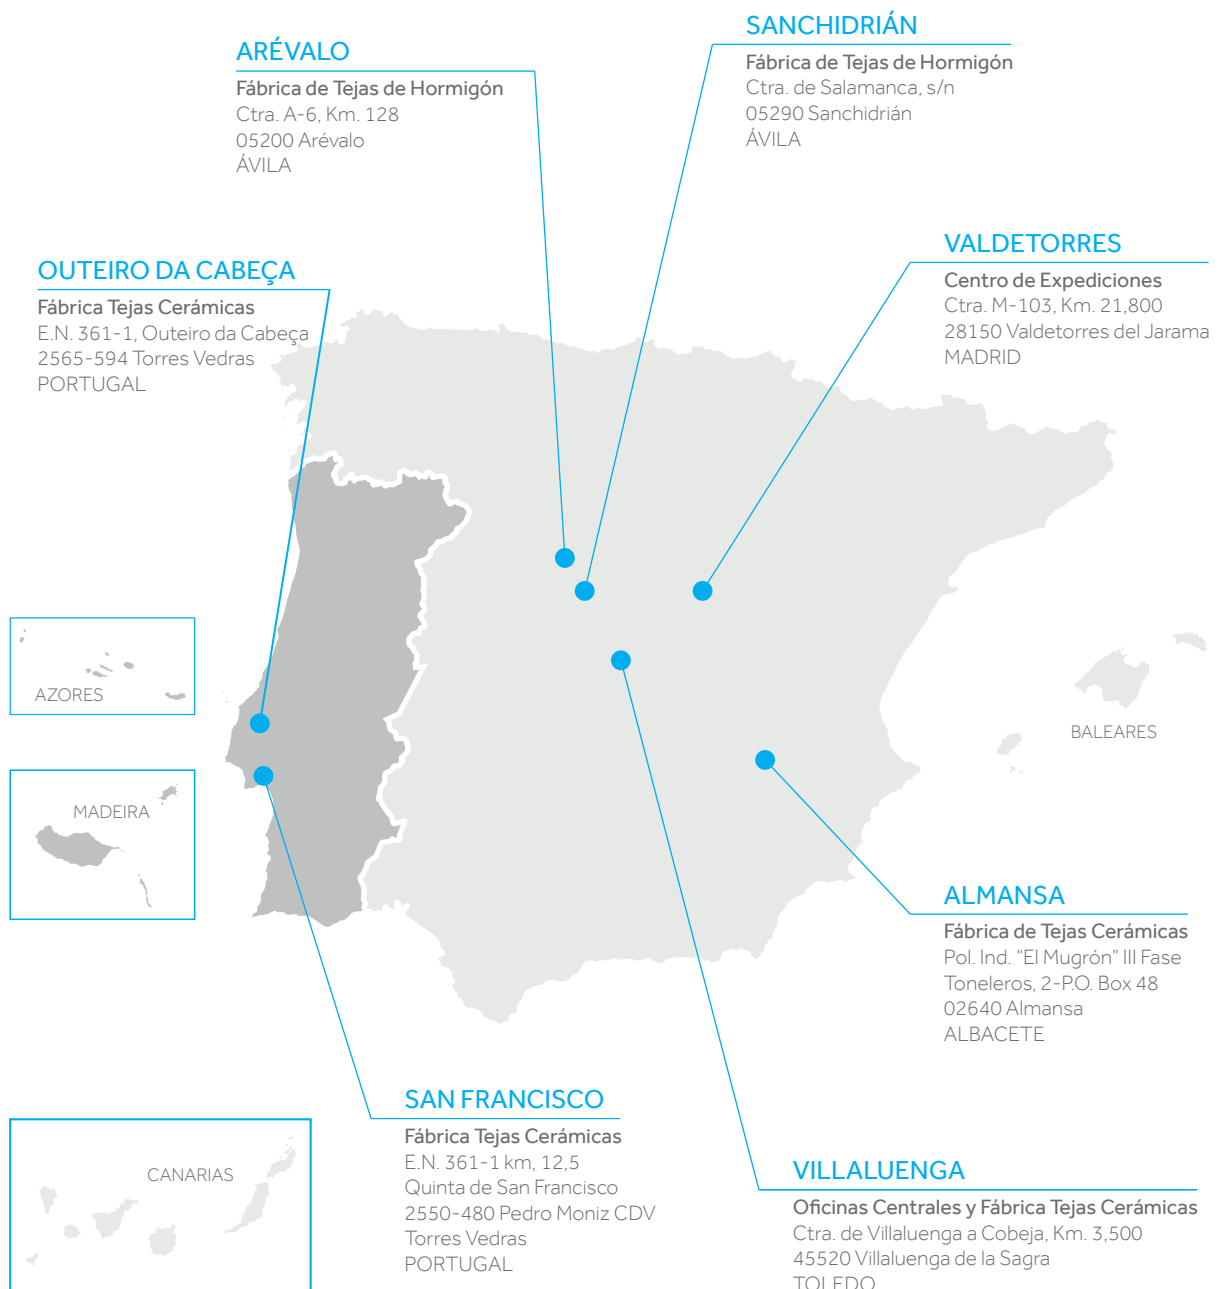 SANCHIDRIÁN
Fábrica de Tejas de Hormigón
Ctra. de Salamanca, s/n
05290 Sanchidrián
ÁVILA
ARÉVALO
Fábrica de Tejas de Hormigón
Ctra. A-6, Km. 128
05200 Arévalo
ÁVILA
VALDETORRES
Centro de Expediciones
Ctra. M-103, Km. 21,800
28150 Valdetorres del Jarama
MADRID
OUTEIRO DA CABEÇA
Fábrica Tejas Cerámicas
E.N. 361-1, Outeiro da Cabeça
2565-594 Torres Vedras
PORTUGAL
AZORES
BALEARES
MADEIRA
ALMANSA
Fábrica de Tejas Cerámicas
Pol. Ind. "El Mugrón" III Fase
Toneleros, 2-P.O. Box 48
02640 Almansa
ALBACETE
SAN FRANCISCO
Fábrica Tejas Cerámicas
E.N. 361-1 km, 12,5
Quinta de San Francisco
2550-480 Pedro Moniz CDV
Torres Vedras
PORTUGAL
CANARIAS
VILLALUENGA
Oficinas Centrales y Fábrica Tejas Cerámicas
Ctra. de Villaluenga a Cobeja, Km. 3,500
45520 Villaluenga de la Sagra
TOLEDO